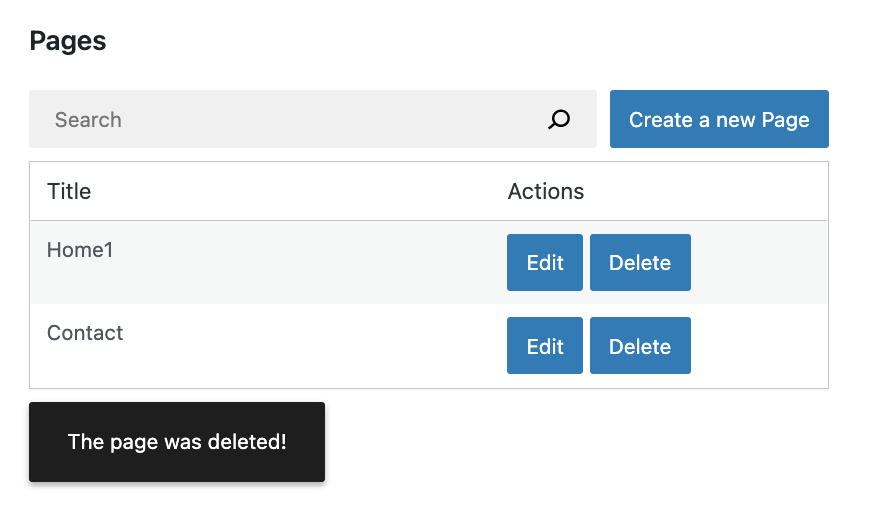 Pages
Search
Create a new Page
Title Actions
Home1 Edit Delete
Contact Edit Delete
The page was deleted!